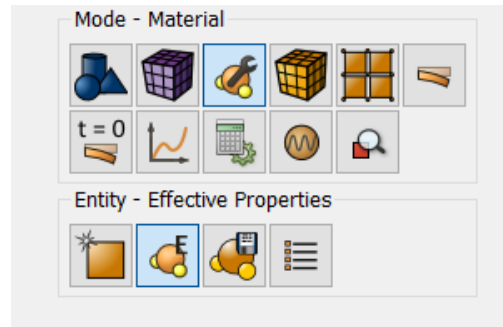 Mode - Material
t = 0
Entity - Effective Properties
E